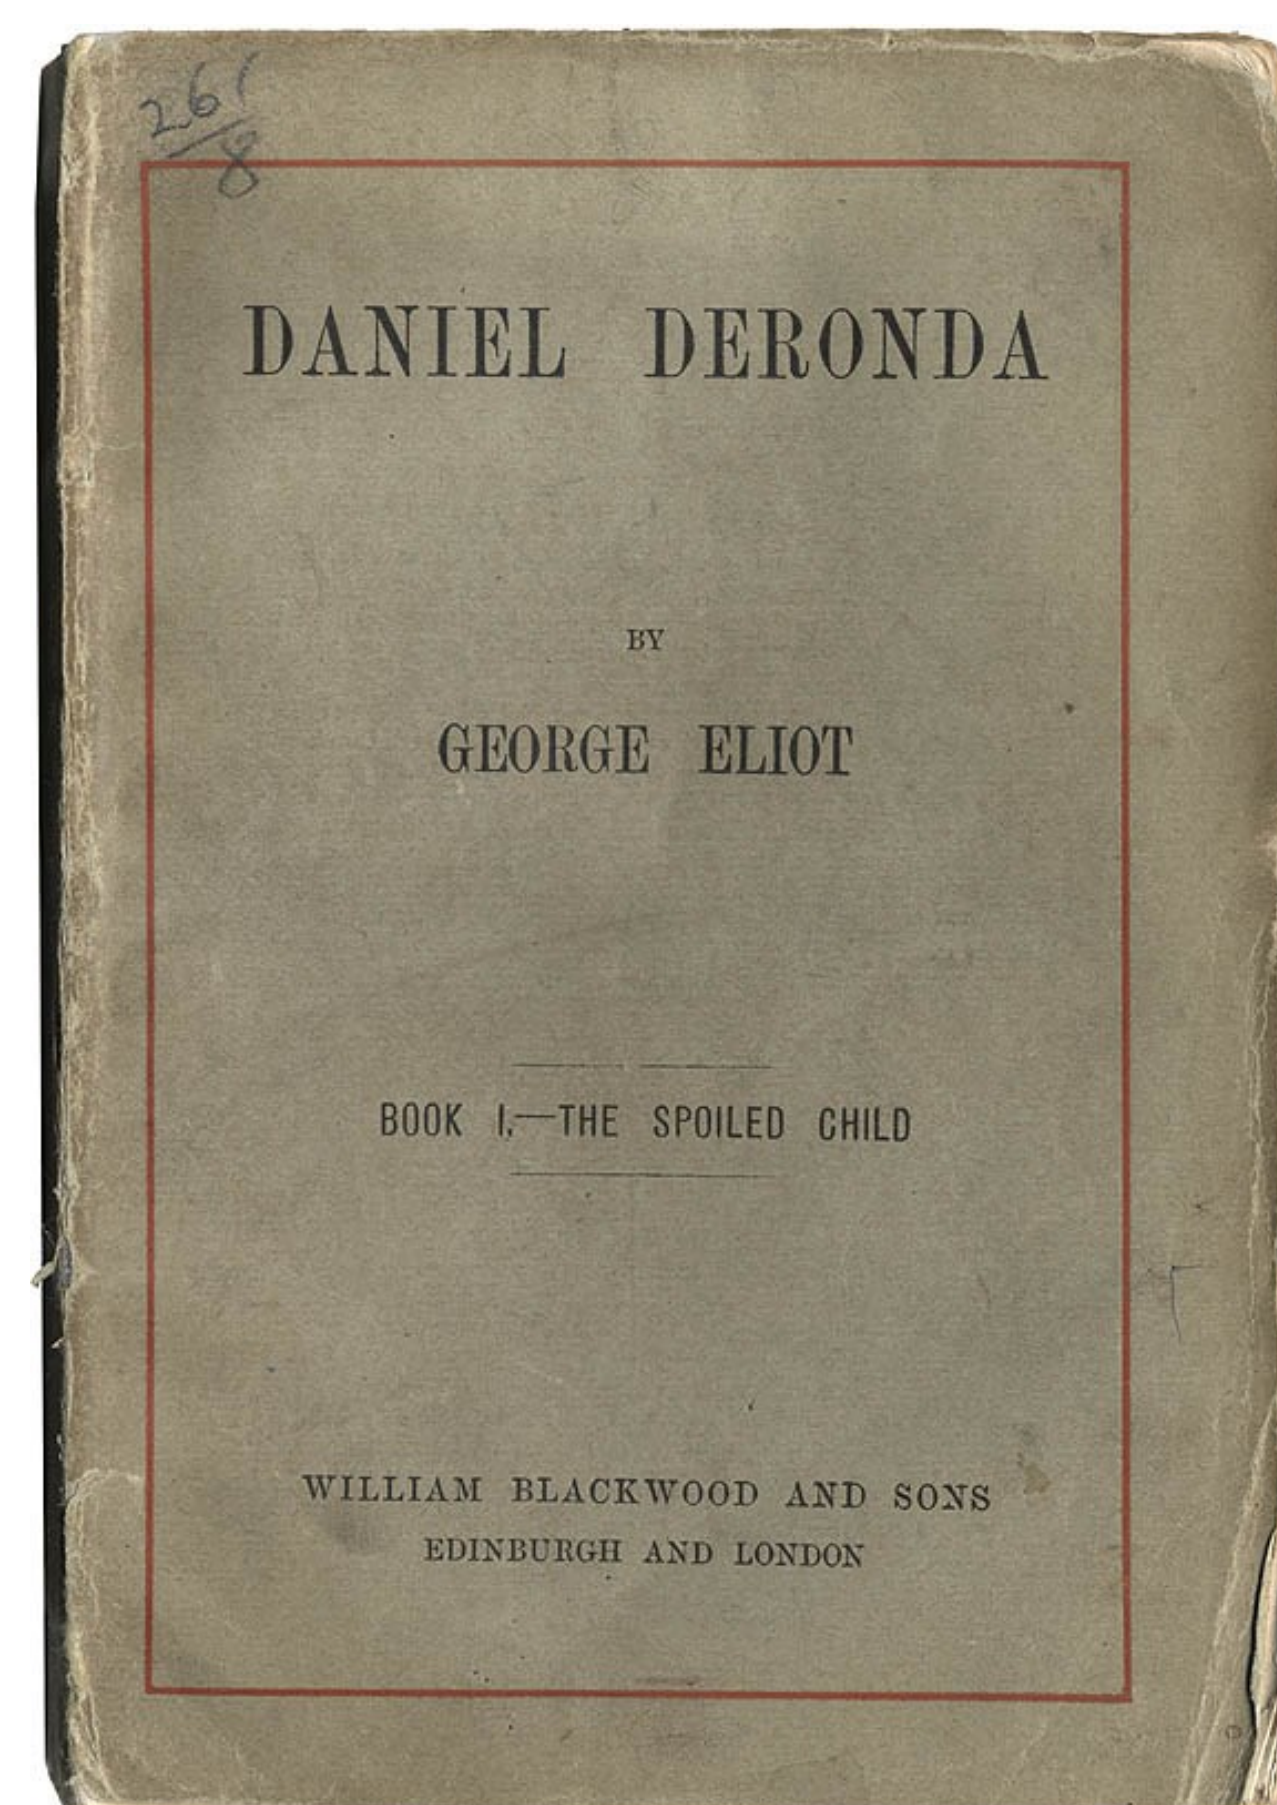 261
8
DANIEL DERONDA
BY
GEORGE ELIOT
BOOK I.—THE SPOILED CHILD
WILLIAM BLACKWOOD AND SONS
EDINBURGH AND LONDON